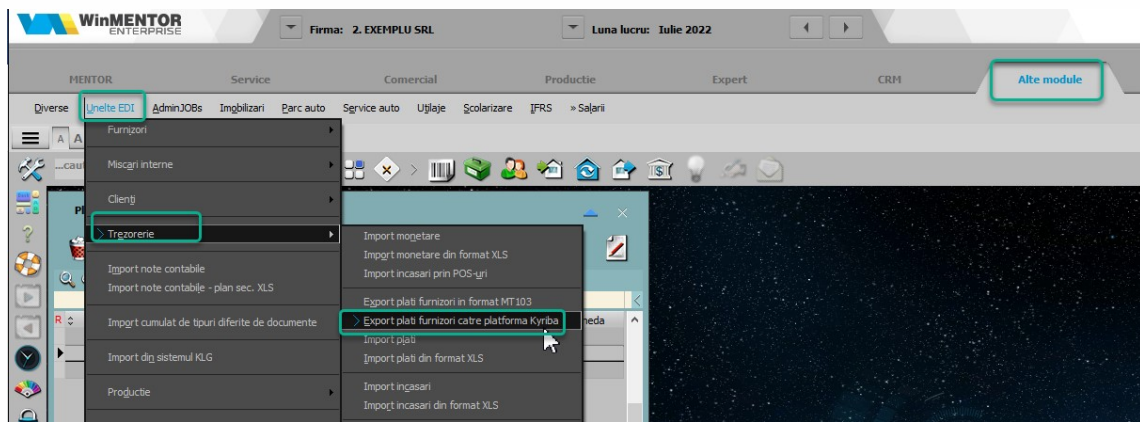 WinMENTOR
ENTERPRISE
Firma: 2. EXEMPLU SRL
Luna lucru: Iulie 2022
MENTOR Service Comercial Productie Expert CRM Alte module
Diverse Unelte EDI AdminJOBs Imobilizari Parc auto Service auto Utilaje Scolarizare IFRS » Salarii
A A
Furnizori
...caut
Miscari interne
Clienți
Trezorerie
Import note contabile
Import note contabile - plan sec. XLS
Import cumulat de tipuri diferite de documente
Import din sistemul KLG
Productie
Import monetare
Import monetare din format XLS
Import incasari prin POS-uri
Export plati furnizori in format MT103
Export plati furnizori catre platforma Kyriba
Import plati
Import plati din format XLS
Import incasari
Import incasari din format XLS
R